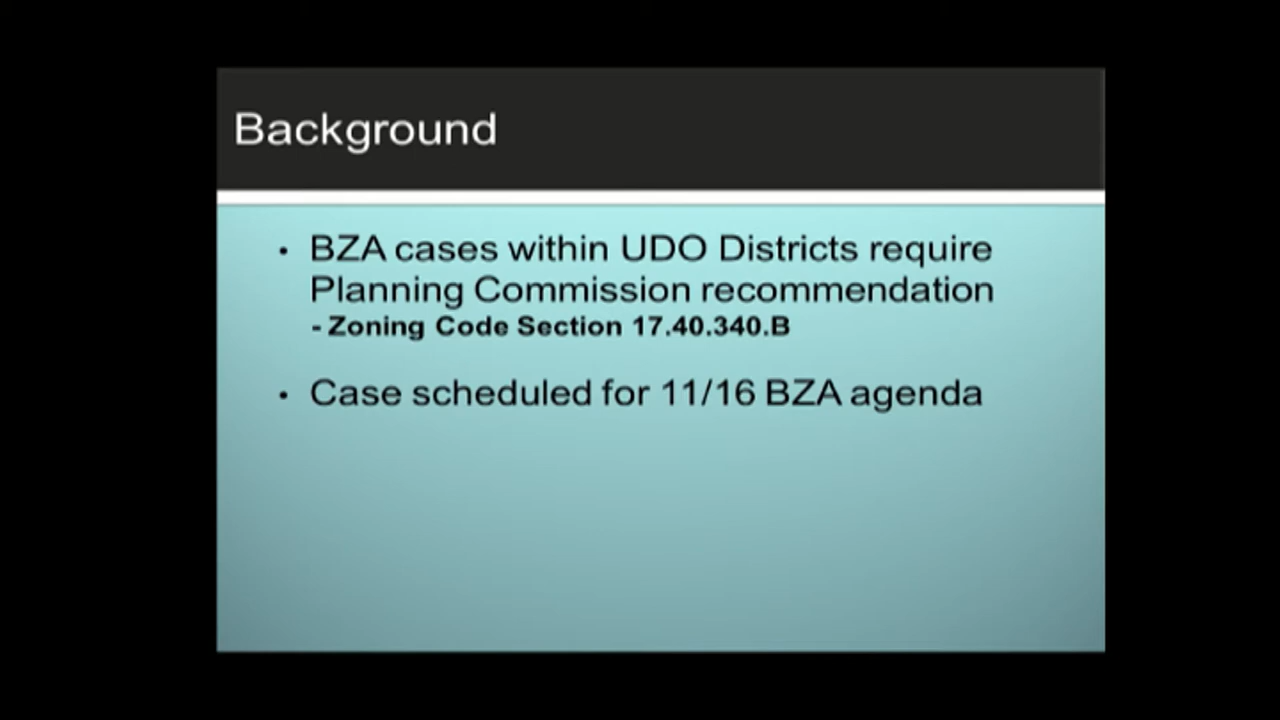 Background
• BZA cases within UDO Districts require
Planning Commission recommendation
- Zoning Code Section 17.40.340.B
• Case scheduled for 11/16 BZA agenda